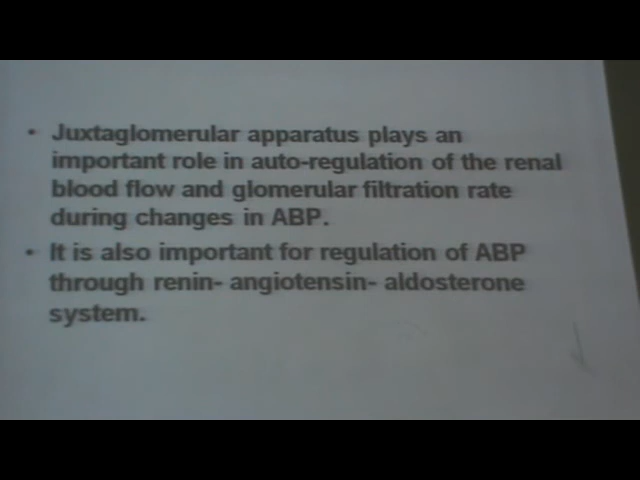 • Juxtaglomerular apparatus plays an
important role in auto-regulation of the renal
blood flow and glomerular filtration rate
during changes in ABP.
• It is also important for regulation of ABP
through renin- angiotensin- aldosterone
system.